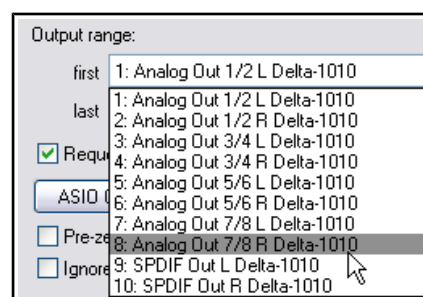 Output range:
first 1: Analog Out 1/2 L Delta-1010
last
1: Analog Out 1/2 L Delta-1010
2: Analog Out 1/2 R Delta-1010
3: Analog Out 3/4 L Delta-1010
4: Analog Out 3/4 R Delta-1010
5: Analog Out 5/6 L Delta-1010
6: Analog Out 5/6 R Delta-1010
7: Analog Out 7/8 L Delta-1010
8: Analog Out 7/8 R Delta-1010
9: SPDIF Out L Delta-1010
10: SPDIF Out R Delta-1010
ASIO
Ignore